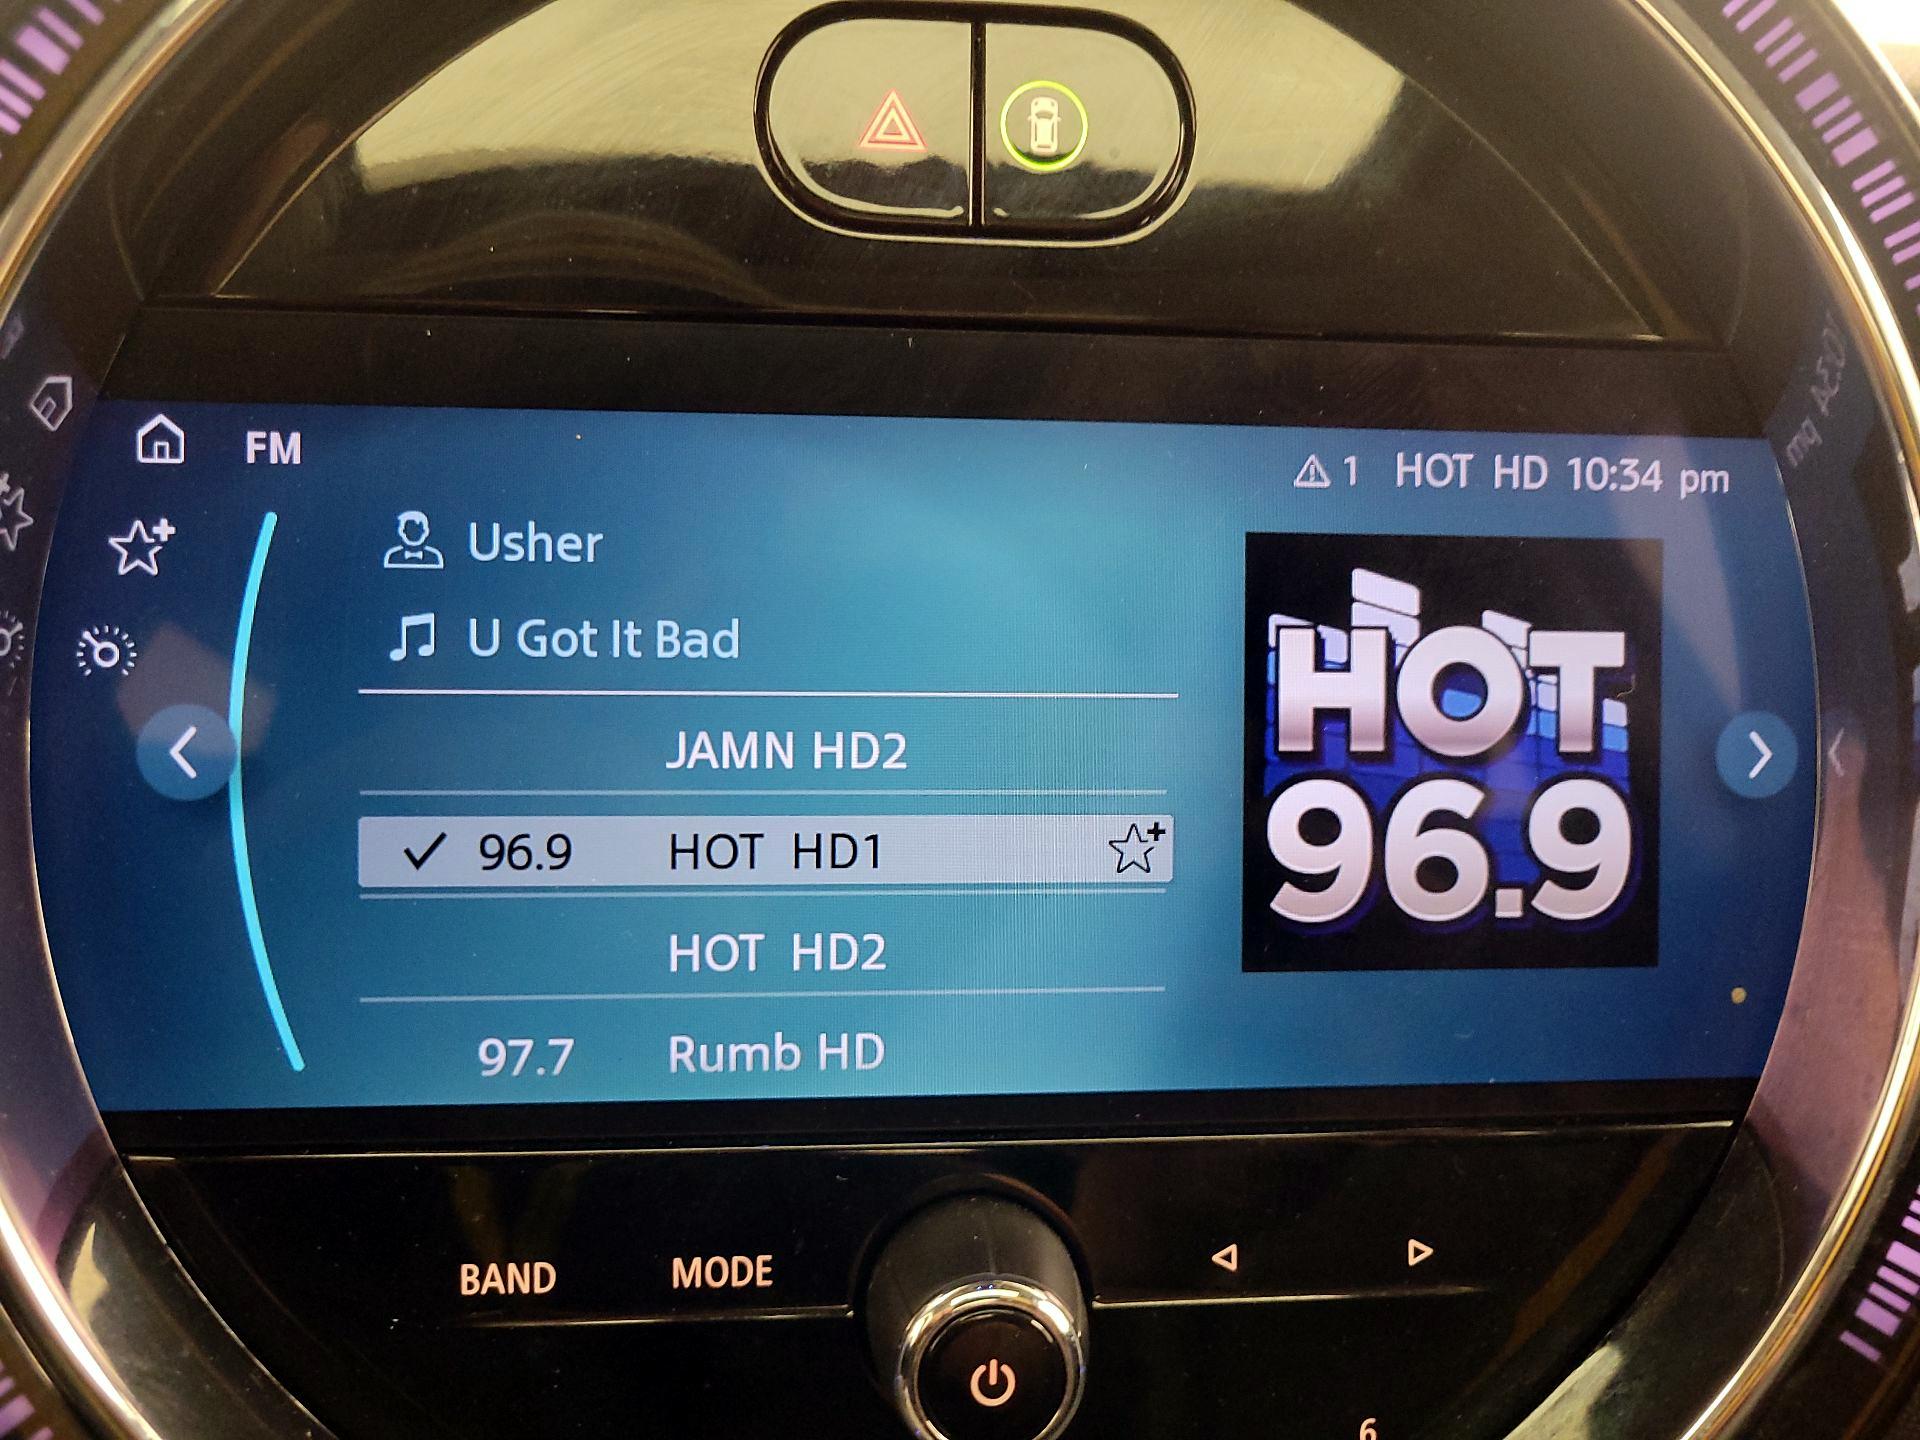 FM
1 HOT HD 10:34 pm
Usher
U Got It Bad
JAMN HD2
96.9 HOT HD1
HOT HD2
97.7 Rumb HD
HOT
96.9
BAND MODE
6